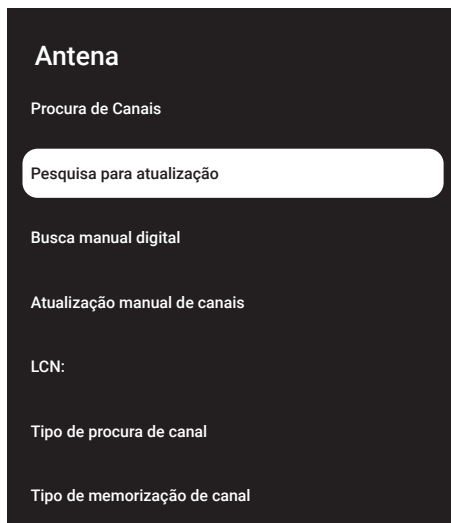 Antena
Procura de Canais
Pesquisa para atualização
Busca manual digital
Atualização manual de canais
LCN:
Tipo de procura de canal
Tipo de memorização de canal